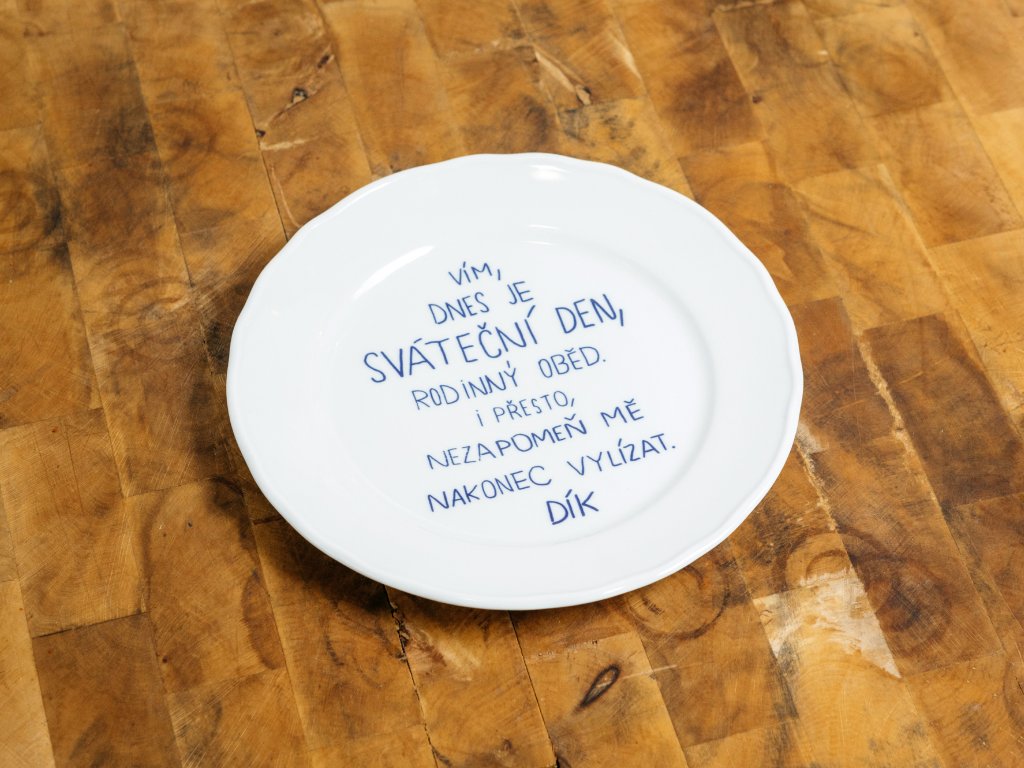 VÍM,
DNES JE
SVÁTEČNÍ DEN,
RODINNÝ OBĚD.
I PŘESTO,
NEZAPOMEŇ MĚ
NAKONEC VYLÍZAT.
DÍK